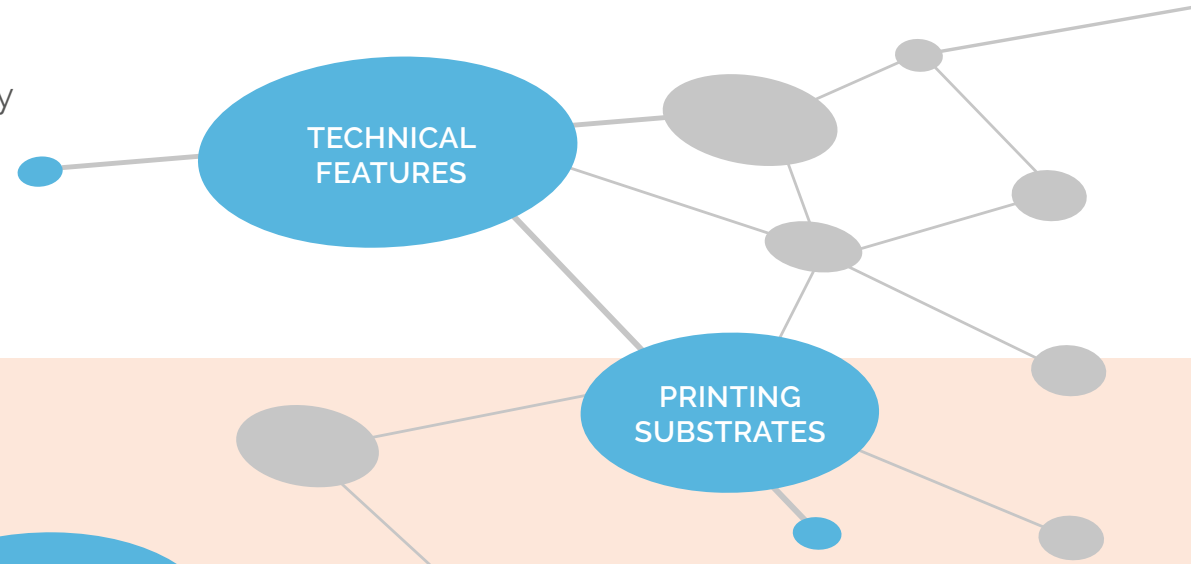 y
TECHNICAL
FEATURES
PRINTING
SUBSTRATES